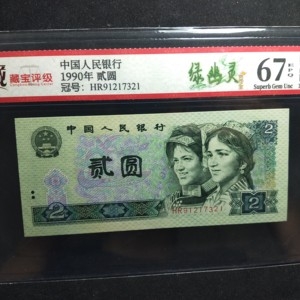 藏宝评级
中国人民银行
1990年 贰圆
冠号：HR91217321
绿幽灵
67 EPQ
Superb Gem Unc
中国人民银行
贰圆
2
HR91217321
2